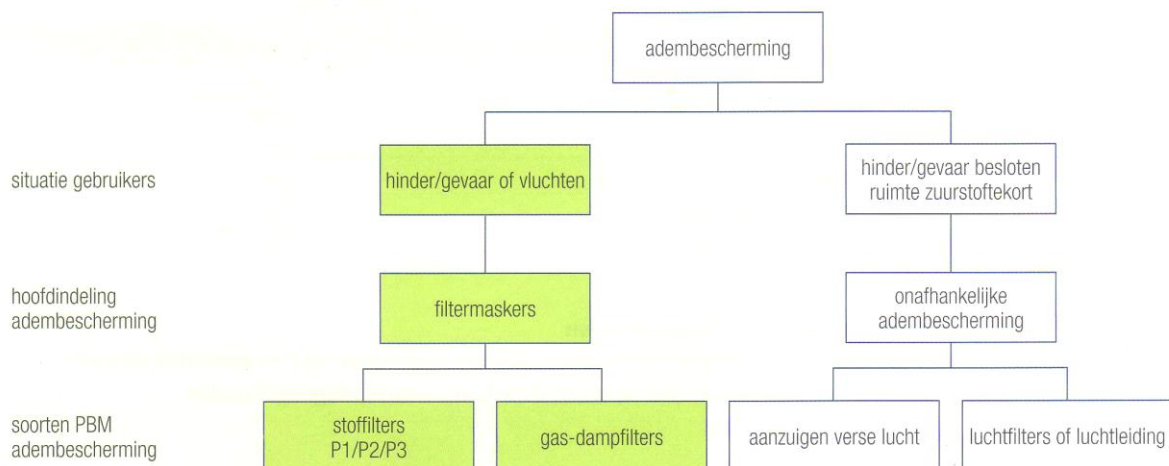 adembescherming
situatie gebruikers
hinder/gevaar of vluchten
hinder/gevaar besloten
ruimte zuurstoftekort
hoofdindeling
adembescherming
filtermaskers
onafhankelijke
adembescherming
soorten PBM
adembescherming
stoffilters
P1/P2/P3
gas-dampfilters
aanzuigen verse lucht
luchtfilters of luchtleiding